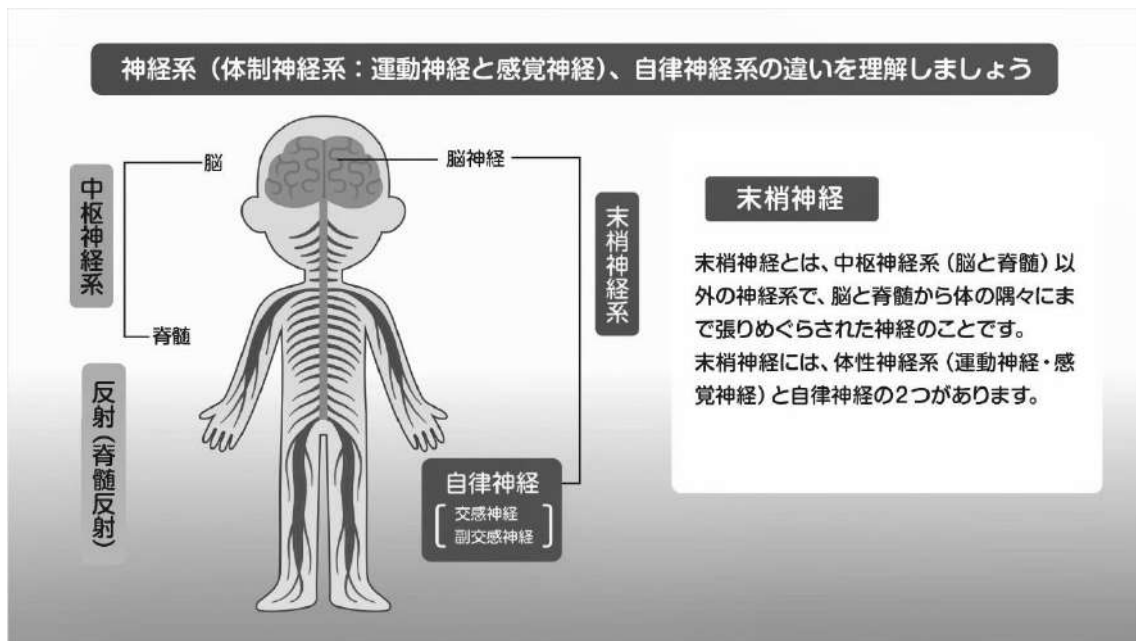 神経系（体制神経系：運動神経と感覚神経）、自律神経系の違いを理解しましょう
中枢神経系
脳
脊髄
反射（脊髄反射）
脳神経
末梢神経系
自律神経
交感神経
副交感神経
末梢神経
末梢神経とは、中枢神経系（脳と脊髄）以
外の神経系で、脳と脊髄から体の隅々にま
で張りめぐらされた神経のことです。
末梢神経には、体性神経系（運動神経・感
覚神経）と自律神経の2つがあります。